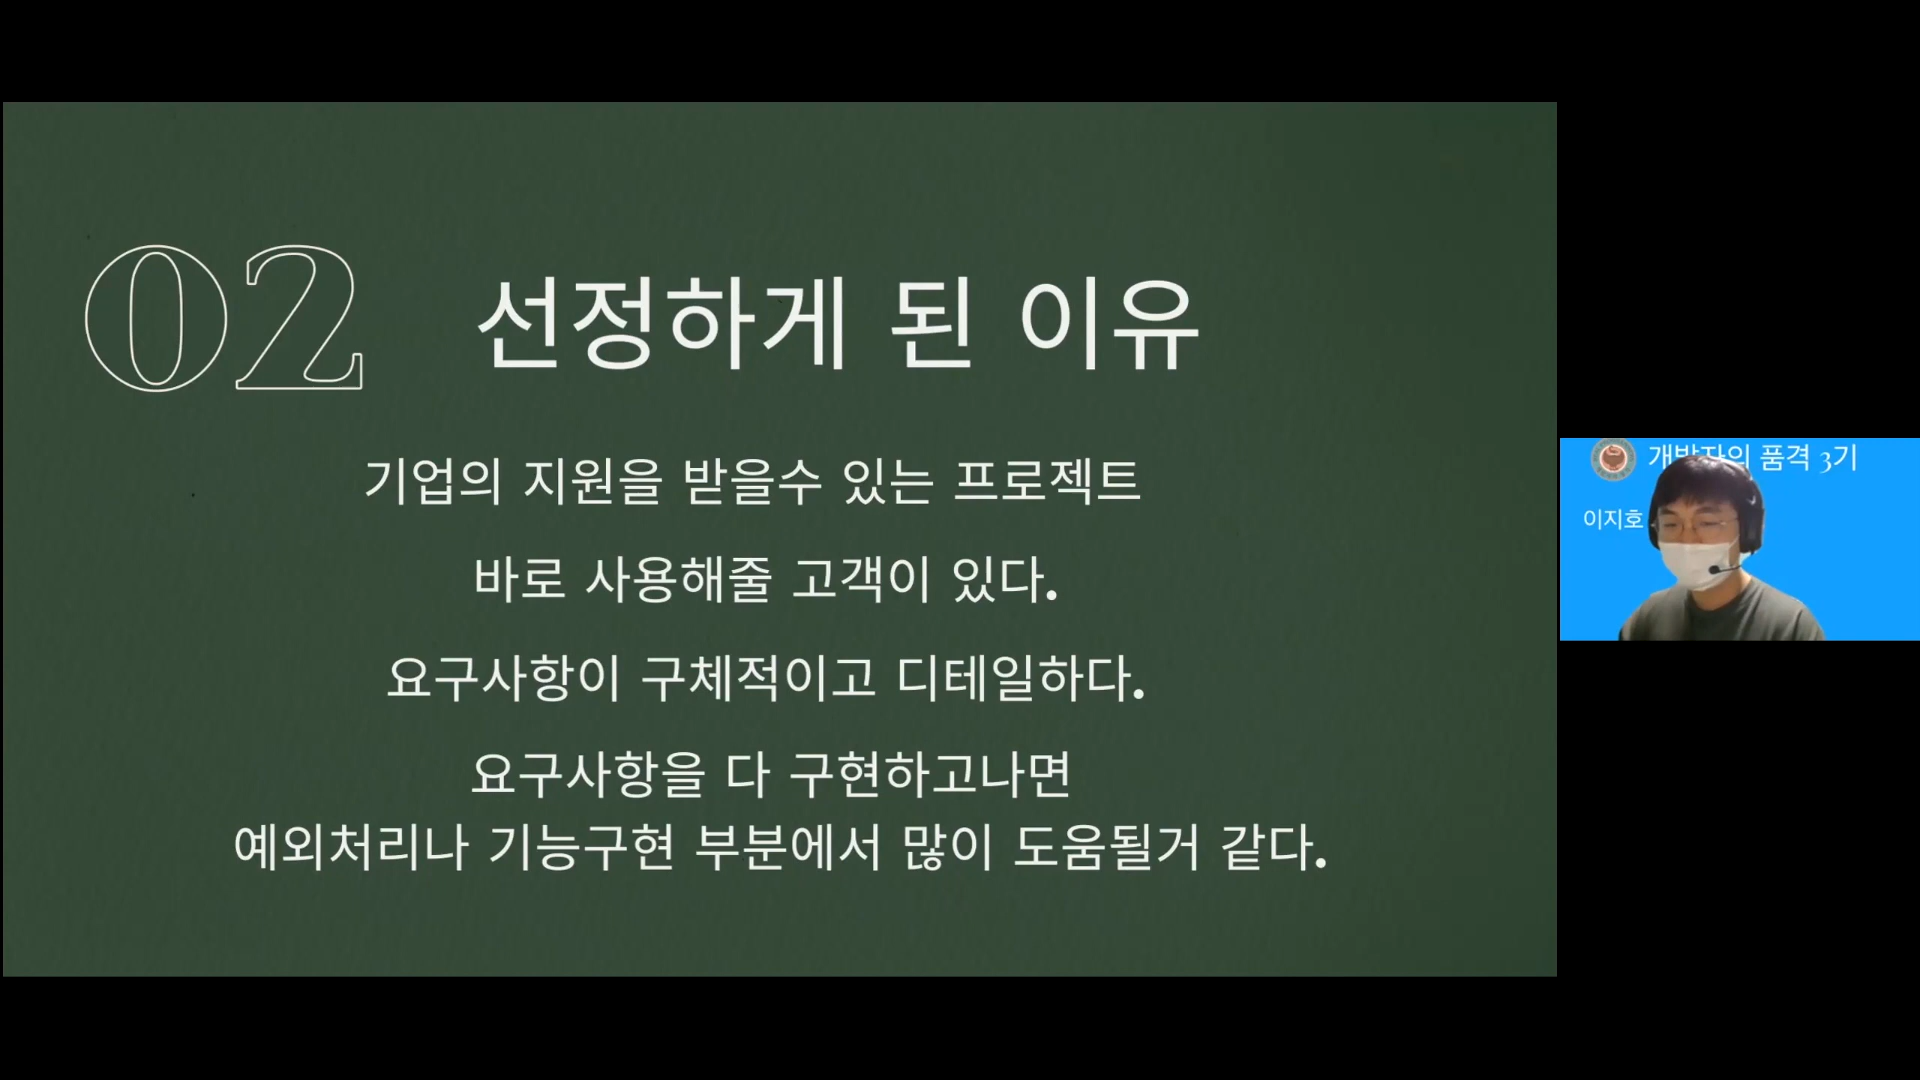 02
선정하게 된 이유
기업의 지원을 받을수 있는 프로젝트
바로 사용해줄 고객이 있다.
요구사항이 구체적이고 디테일하다.
요구사항을 다 구현하고나면
예외처리나 기능구현 부분에서 많이 도움될거 같다.
개발자의 품격 3기
이지호